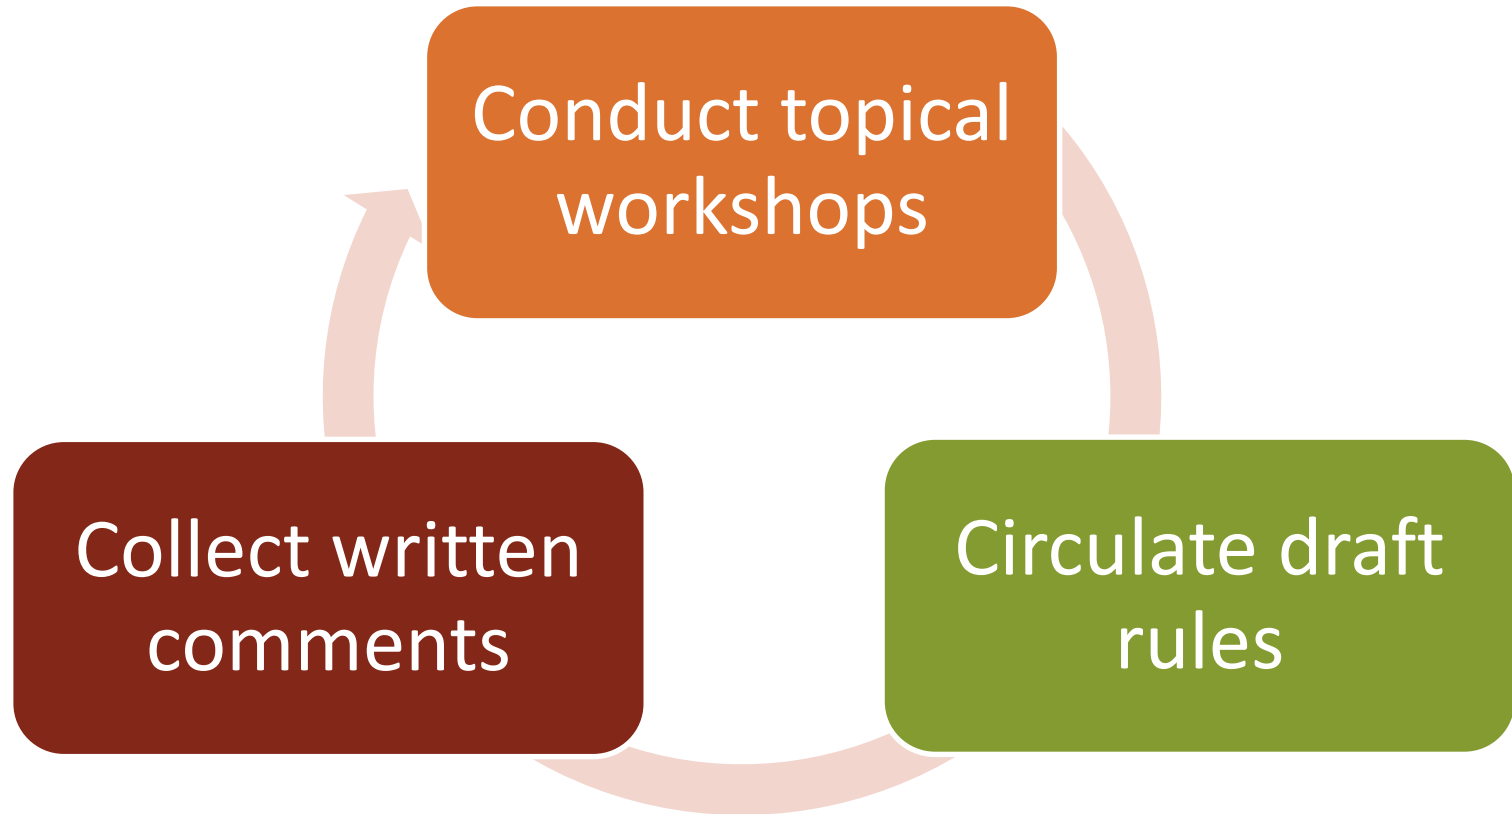 Conduct topical
workshops
Circulate draft
rules
Collect written
comments